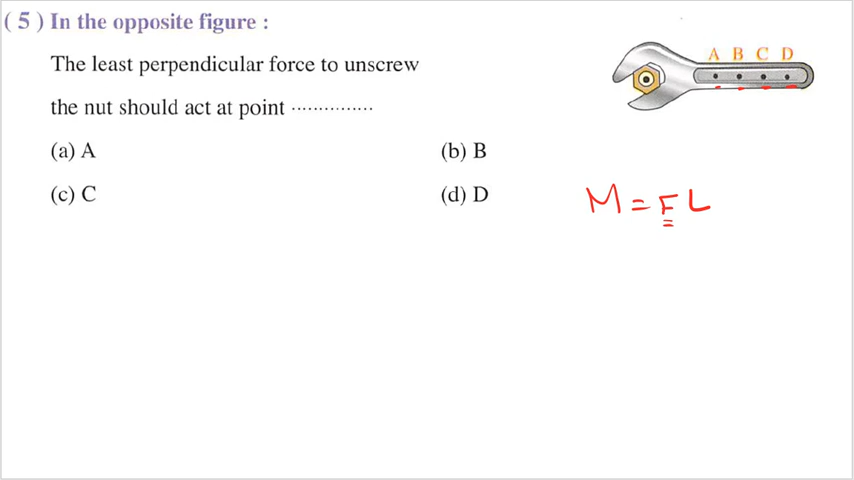 ( 5 ) In the opposite figure :
The least perpendicular force to unscrew
the nut should act at point ···············
(a) A
(b) B
(c) C
(d) D
A B C D
M = F L